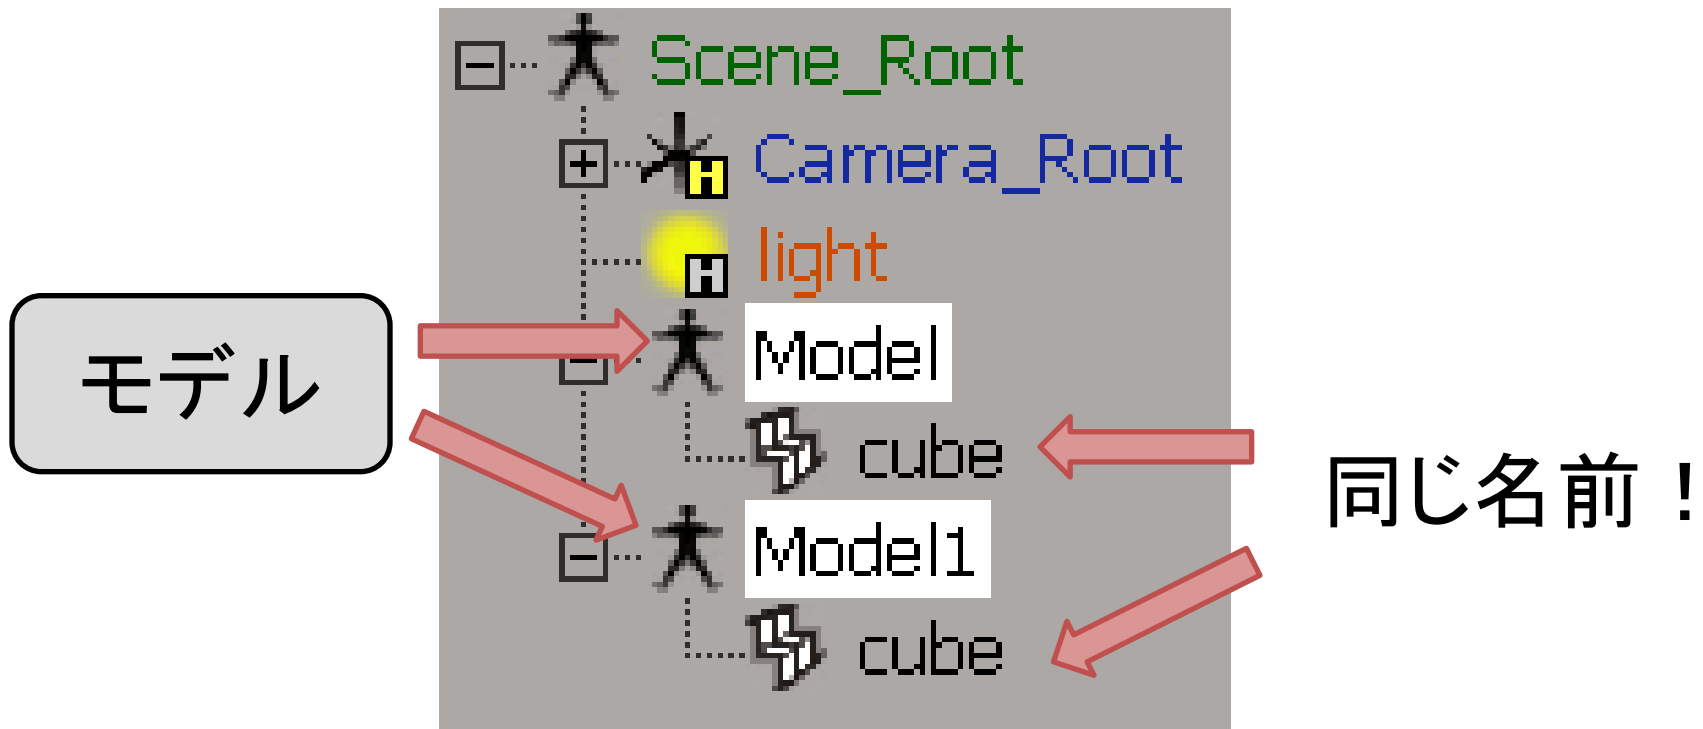 Scene_Root
Camera_Root
light
モデル
Model
cube
同じ名前！
Model1
cube